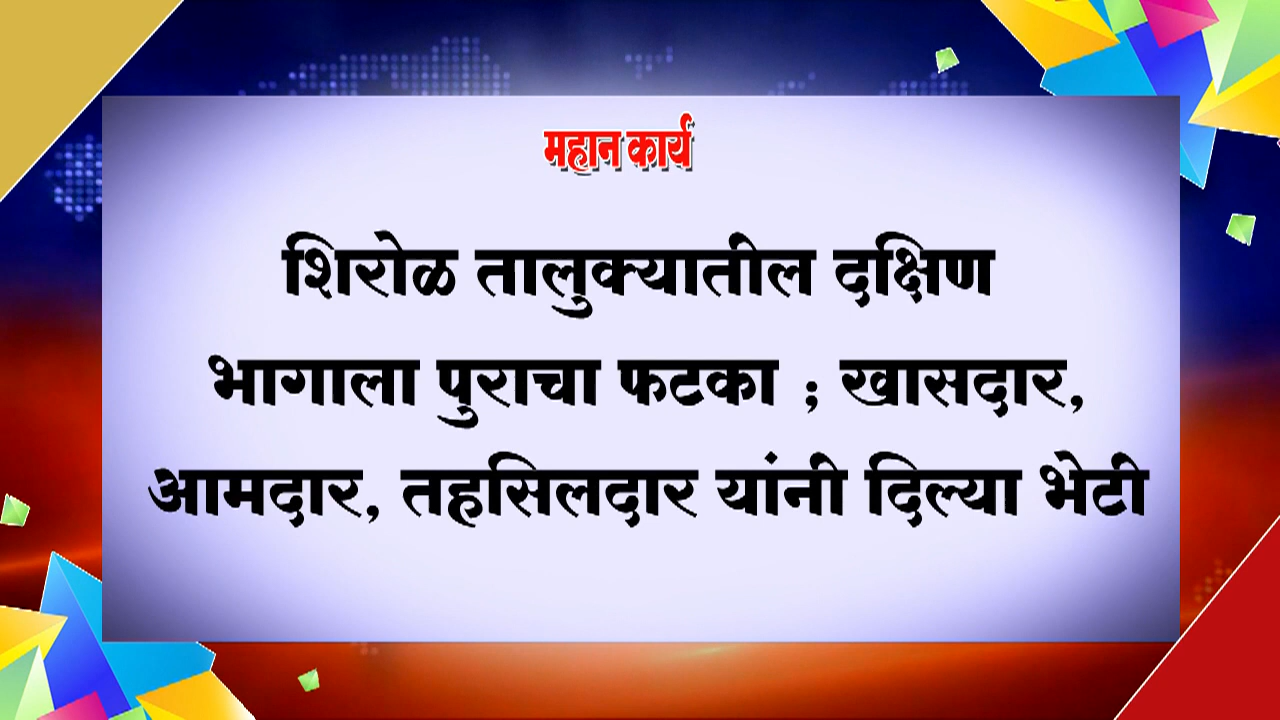 महान कार्य
शिरोळ तालुक्यातील दक्षिण
भागाला पुराचा फटका ; खासदार,
आमदार, तहसिलदार यांनी दिल्या भेटी